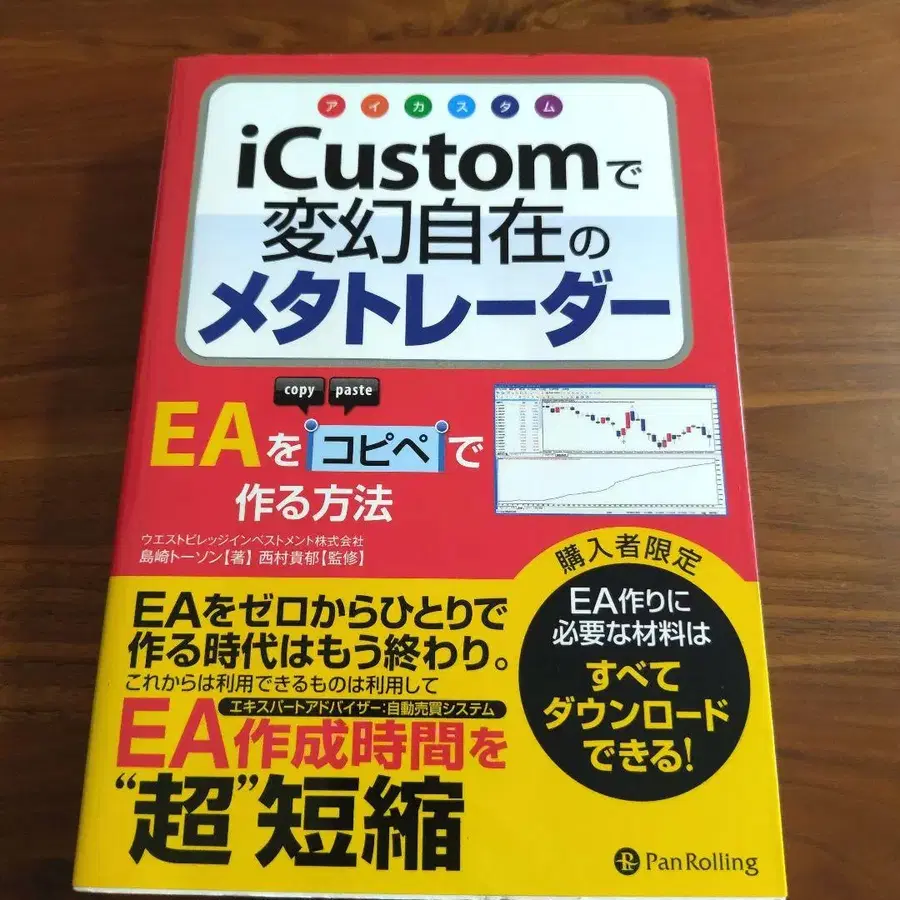 アイカスタム
iCustomで
変幻自在の
メタトレーダー
copy paste
EAをコピペで
作る方法
ウエストビレッジインベストメント株式会社
島崎トーソン【著】 西村貴郁【監修】
購入者限定
EA作りに
必要な材料は
すべて
ダウンロード
できる!
EAをゼロからひとりで
作る時代はもう終わり。
これからは利用できるものは利用して
エキスパートアドバイザー:自動売買システム
EA作成時間を
“超”短縮
PanRolling